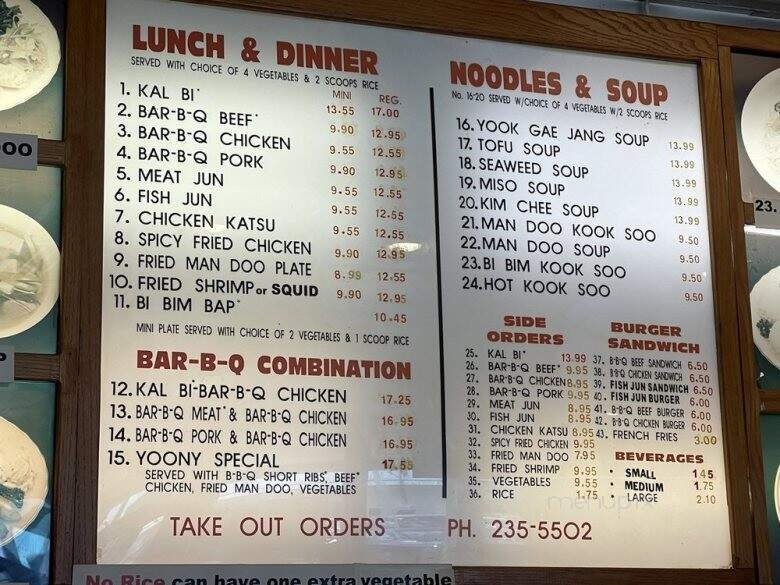 00
P
23.
LUNCH & DINNER
SERVED WITH CHOICE OF 4 VEGETABLES & 2 SCOOPS RICE
MINI REG.
1. KAL BI* 13.55 17.00
2. BAR-B-Q BEEF* 9.90 12.95
3. BAR-B-Q CHICKEN 9.55 12.55
4. BAR-B-Q PORK 9.90 12.95
5. MEAT JUN 9.55 12.55
6. FISH JUN 9.55 12.55
7. CHICKEN KATSU 9.55 12.55
8. SPICY FRIED CHICKEN 9.90 12.95
9. FRIED MAN DOO PLATE 8.99 12.55
10. FRIED SHRIMP or SQUID 9.90 12.95
11. BI BIM BAP* 10.45
MINI PLATE SERVED WITH CHOICE OF 2 VEGETABLES & 1 SCOOP RICE
BAR-B-Q COMBINATION
12. KAL BI*-BAR-B-Q CHICKEN 17.25
13. BAR-B-Q MEAT* & BAR-B-Q CHICKEN 16.95
14. BAR-B-Q PORK & BAR-B-Q CHICKEN 16.95
15. YOONY SPECIAL 17.55
SERVED WITH B-B-Q SHORT RIBS* BEEF*
CHICKEN, FRIED MAN DOO, VEGETABLES
NOODLES & SOUP
No. 16-20 SERVED W/CHOICE OF 4 VEGETABLES W/2 SCOOPS RICE
16. YOOK GAE JANG SOUP 13.99
17. TOFU SOUP 13.99
18. SEAWEED SOUP 13.99
19. MISO SOUP 13.99
20. KIM CHEE SOUP 13.99
21. MAN DOO KOOK SOO 9.50
22. MAN DOO SOUP
23. BI BIM KOOK SOO 9.50
24. HOT KOOK SOO 9.50
SIDE
ORDERS
25. KAL BI* 13.99
26. BAR-B-Q BEEF* 9.95
27. BAR-B-Q CHICKEN 8.95
28. BAR-B-Q PORK 9.95
29. MEAT JUN 8.95
30. FISH JUN 8.95
31. CHICKEN KATSU 8.95
32. SPICY FRIED CHICKEN 9.95
33. FRIED MAN DOO 7.95
34. FRIED SHRIMP 9.95
35. VEGETABLES 9.55
36. RICE 1.75
BURGER
SANDWICH
37. B-B-Q BEEF SANDWICH 6.50
38. B-B-Q CHICKEN SANDWICH 6.50
39. FISH JUN SANDWICH 6.50
40. FISH JUN BURGER 6.00
41. B-B-Q BEEF BURGER 6.00
42. B-B-Q CHICKEN BURGER 6.00
43. FRENCH FRIES 3.00
BEVERAGES
• SMALL 1.45
• MEDIUM 1.75
• LARGE 2.10
TAKE OUT ORDERS PH. 235-5502
No Rice can have one extra vegetable